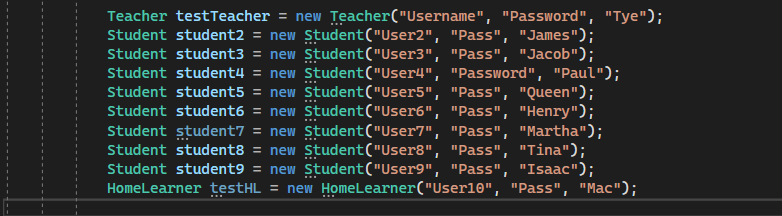 Teacher testTeacher = new Teacher("Username", "Password", "Tye");
Student student2 = new Student("User2", "Pass", "James");
Student student3 = new Student("User3", "Pass", "Jacob");
Student student4 = new Student("User4", "Password", "Paul");
Student student5 = new Student("User5", "Pass", "Queen");
Student student6 = new Student("User6", "Pass", "Henry");
Student student7 = new Student("User7", "Pass", "Martha");
Student student8 = new Student("User8", "Pass", "Tina");
Student student9 = new Student("User9", "Pass", "Isaac");
HomeLearner testHL = new HomeLearner("User10", "Pass", "Mac");